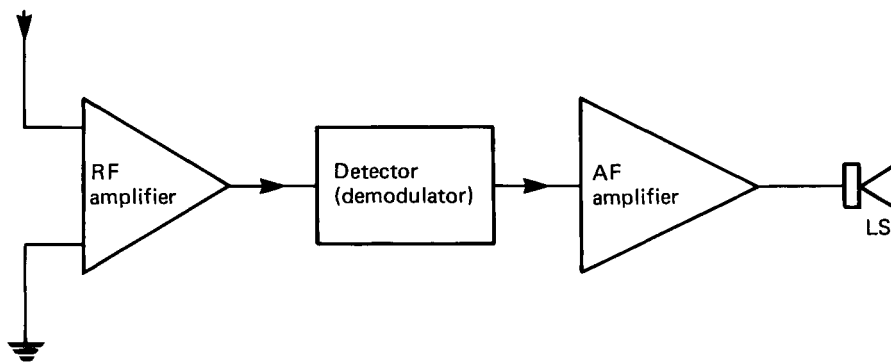 RF
amplifier
Detector
(demodulator)
AF
amplifier
LS